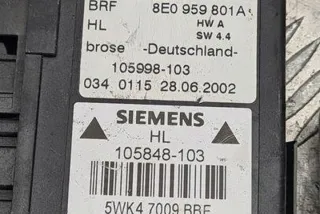 BRF 8E0 959 801A
HL HW A
SW 4.4
brose -Deutschland-
105998-103
034 0115 28.06.2002
SIEMENS
HL
105848-103
5WK4 7009 BRF